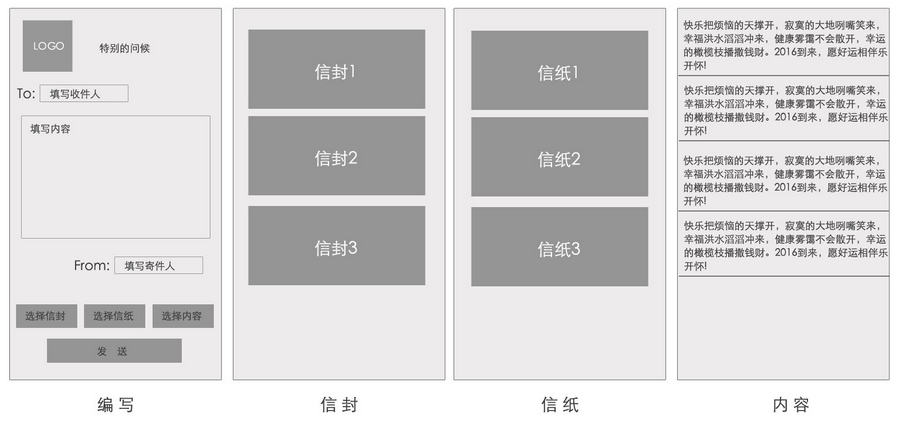 LOGO
特别的问候
To: 填写收件人
填写内容
From: 填写寄件人
选择信封 选择信纸 选择内容
发 送
编 写
信封1
信封2
信封3
信 封
信纸1
信纸2
信纸3
信 纸
快乐把烦恼的天撑开，寂寞的大地咧嘴笑来，
幸福洪水滔滔冲来，健康雾霭不会散开，幸运
的橄榄枝播撒钱财。2016到来，愿好运相伴乐
开怀!
快乐把烦恼的天撑开，寂寞的大地咧嘴笑来，
幸福洪水滔滔冲来，健康雾霭不会散开，幸运
的橄榄枝播撒钱财。2016到来，愿好运相伴乐
开怀!
快乐把烦恼的天撑开，寂寞的大地咧嘴笑来，
幸福洪水滔滔冲来，健康雾霭不会散开，幸运
的橄榄枝播撒钱财。2016到来，愿好运相伴乐
开怀!
快乐把烦恼的天撑开，寂寞的大地咧嘴笑来，
幸福洪水滔滔冲来，健康雾霭不会散开，幸运
的橄榄枝播撒钱财。2016到来，愿好运相伴乐
开怀!
内 容